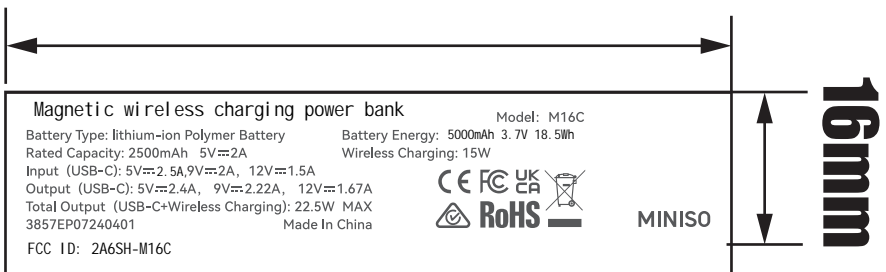 Magnetic wireless charging power bank
Model: M16C
Battery Type: lithium-ion Polymer Battery
Battery Energy: 5000mAh 3.7V 18.5Wh
Rated Capacity: 2500mAh 5V⎓2A
Wireless Charging: 15W
Input (USB-C): 5V⎓2.5A,9V⎓2A, 12V⎓1.5A
Output (USB-C): 5V⎓2.4A, 9V⎓2.22A, 12V⎓1.67A
Total Output (USB-C+Wireless Charging): 22.5W MAX
3857EP07240401
Made In China
FCC ID: 2A6SH-M16C
CE FC UK CA
RoHS
MINISO
16mm